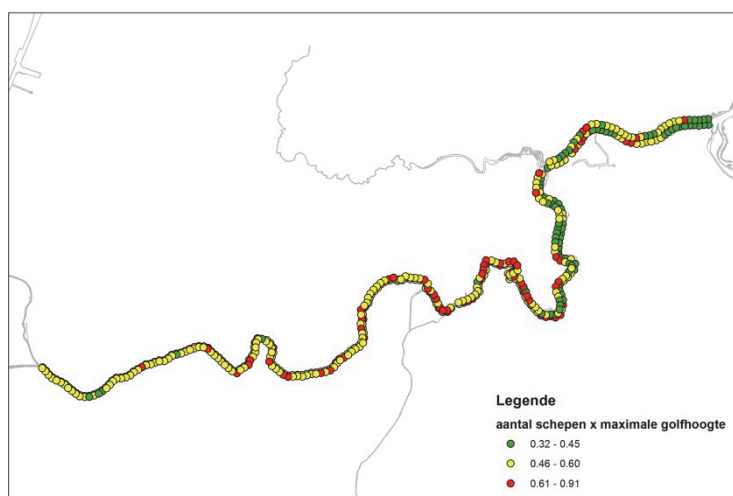 Legende
aantal schepen x maximale golfhoogte
0.32 - 0.45
0.46 - 0.60
0.61 - 0.91